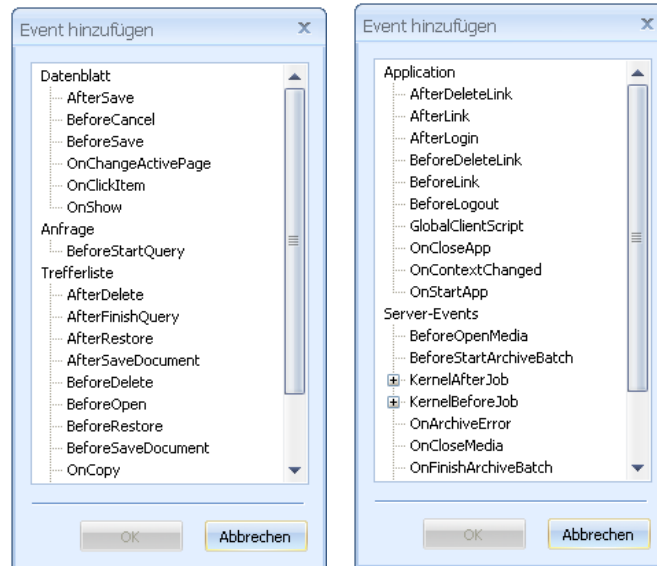 Event hinzufügen
Datenblatt
AfterSave
BeforeCancel
BeforeSave
OnChangeActivePage
OnClickItem
OnShow
Anfrage
BeforeStartQuery
Trefferliste
AfterDelete
AfterFinishQuery
AfterRestore
AfterSaveDocument
BeforeDelete
BeforeOpen
BeforeRestore
BeforeSaveDocument
OnCopy
OK
Abbrechen
Event hinzufügen
Application
AfterDeleteLink
AfterLink
AfterLogin
BeforeDeleteLink
BeforeLink
BeforeLogout
GlobalClientScript
OnCloseApp
OnContextChanged
OnStartApp
Server-Events
BeforeOpenMedia
BeforeStartArchiveBatch
KernelAfterJob
KernelBeforeJob
OnArchiveError
OnCloseMedia
OnFinishArchiveBatch
OK
Abbrechen